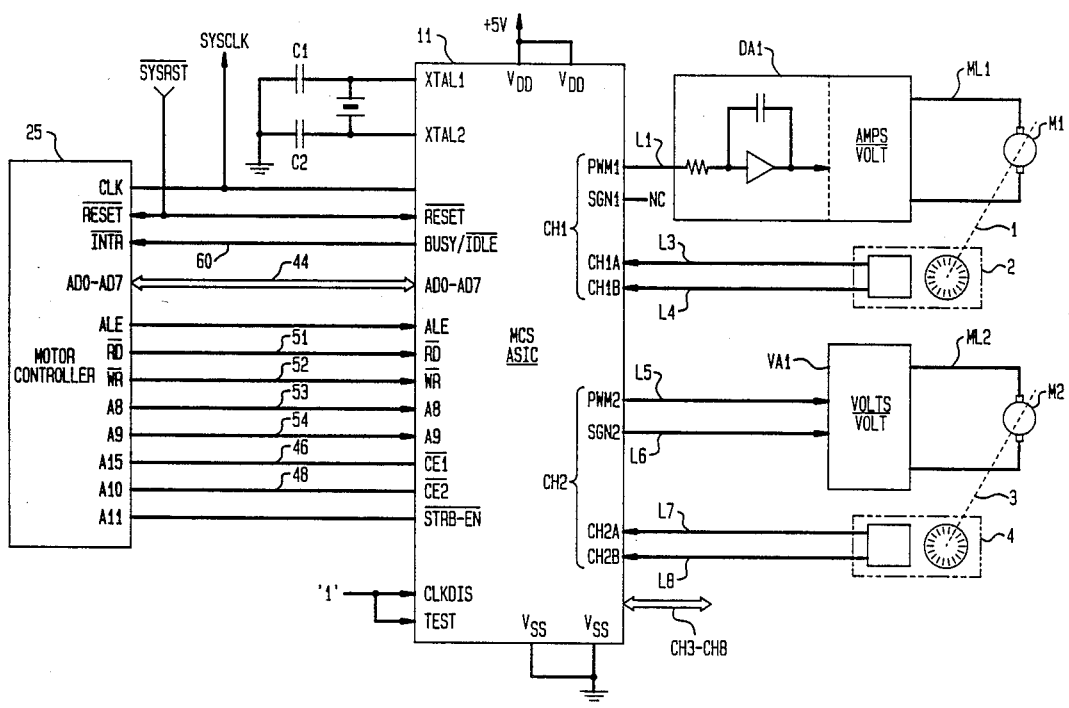 +5V
SYSCLK
SYSRST
C1
11
DA1
ML1
XTAL1
V_DD
V_DD
XTAL2
C2
25
L1
AMPS
VOLT
M1
PWM1
CLK
SGN1
NC
RESET
RESET
CH1
INTR
BUSY/IDLE
60
L3
CH1A
1
2
AD0-AD7
44
AD0-AD7
CH1B
L4
ALE
ALE
MCS
ASIC
MOTOR
CONTROLLER
RD
51
RD
VA1
ML2
WR
52
WR
L5
A8
53
A8
PWM2
VOLTS
VOLT
M2
A9
54
A9
SGN2
L6
A15
46
CE1
A10
48
CE2
CH2
3
A11
STRB-EN
L7
CH2A
4
CH2B
L8
'1'
CLKDIS
TEST
V_SS
V_SS
CH3-CH8